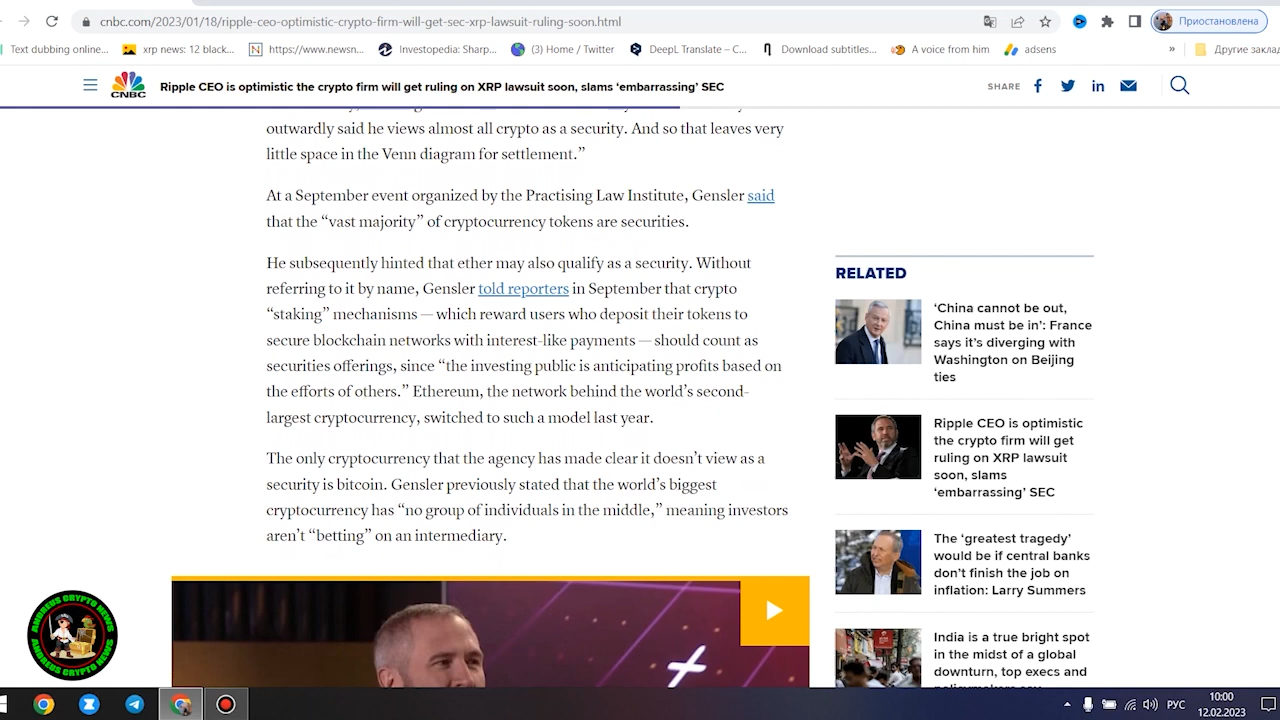 cnbc.com/2023/01/18/ripple-ceo-optimistic-crypto-firm-will-get-sec-xrp-lawsuit-ruling-soon.html
Приостановлена
Text dubbing online...
xrp news: 12 black...
https://www.newsn...
Investopedia: Sharp...
(3) Home / Twitter
DeepL Translate – C...
Download subtitles...
A voice from him
adsens
»
Другие закла
CNBC
Ripple CEO is optimistic the crypto firm will get ruling on XRP lawsuit soon, slams ‘embarrassing’ SEC
SHARE
outwardly said he views almost all crypto as a security. And so that leaves very
little space in the Venn diagram for settlement.”
At a September event organized by the Practising Law Institute, Gensler said
that the “vast majority” of cryptocurrency tokens are securities.
He subsequently hinted that ether may also qualify as a security. Without
referring to it by name, Gensler told reporters in September that crypto
“staking” mechanisms — which reward users who deposit their tokens to
secure blockchain networks with interest-like payments — should count as
securities offerings, since “the investing public is anticipating profits based on
the efforts of others.” Ethereum, the network behind the world’s second-
largest cryptocurrency, switched to such a model last year.
The only cryptocurrency that the agency has made clear it doesn’t view as a
security is bitcoin. Gensler previously stated that the world’s biggest
cryptocurrency has “no group of individuals in the middle,” meaning investors
aren’t “betting” on an intermediary.
RELATED
‘China cannot be out,
China must be in’: France
says it’s diverging with
Washington on Beijing
ties
Ripple CEO is optimistic
the crypto firm will get
ruling on XRP lawsuit
soon, slams
‘embarrassing’ SEC
The ‘greatest tragedy’
would be if central banks
don’t finish the job on
inflation: Larry Summers
India is a true bright spot
in the midst of a global
downturn, top execs and
ANDREUS CRYPTO NEWS
ANDREUS CRYPTO NEWS
РУС
10:00
12.02.2023